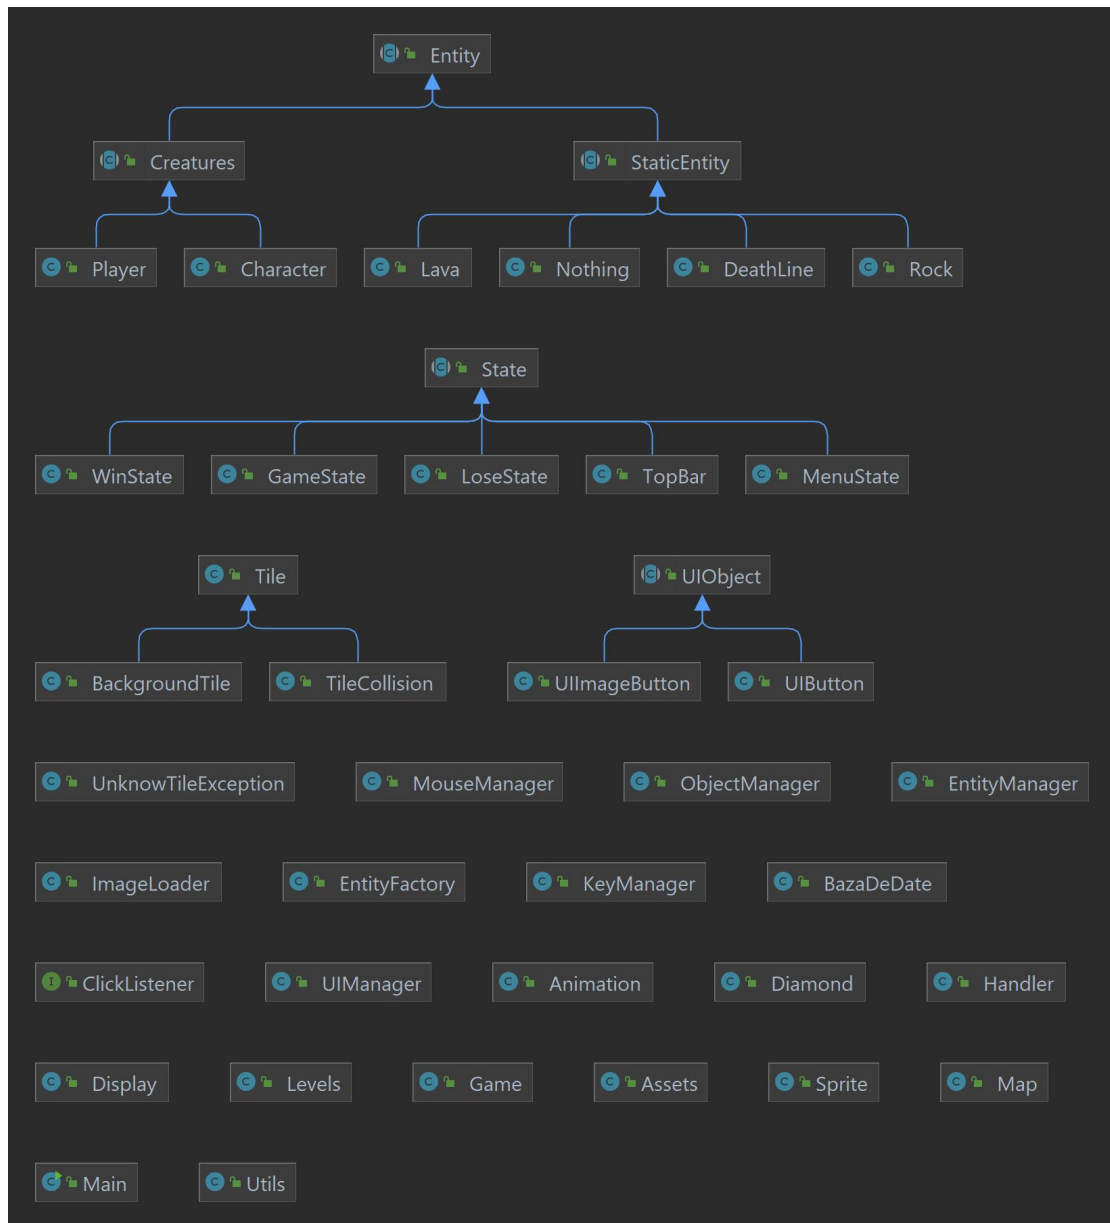 Entity
Creatures StaticEntity
Player Character Lava Nothing DeathLine Rock
State
WinState GameState LoseState TopBar MenuState
Tile UIObject
BackgroundTile TileCollision UIImageButton UIButton
UnknowTileException MouseManager ObjectManager EntityManager
ImageLoader EntityFactory KeyManager BazaDeDate
ClickListener UIManager Animation Diamond Handler
Display Levels Game Assets Sprite Map
Main Utils